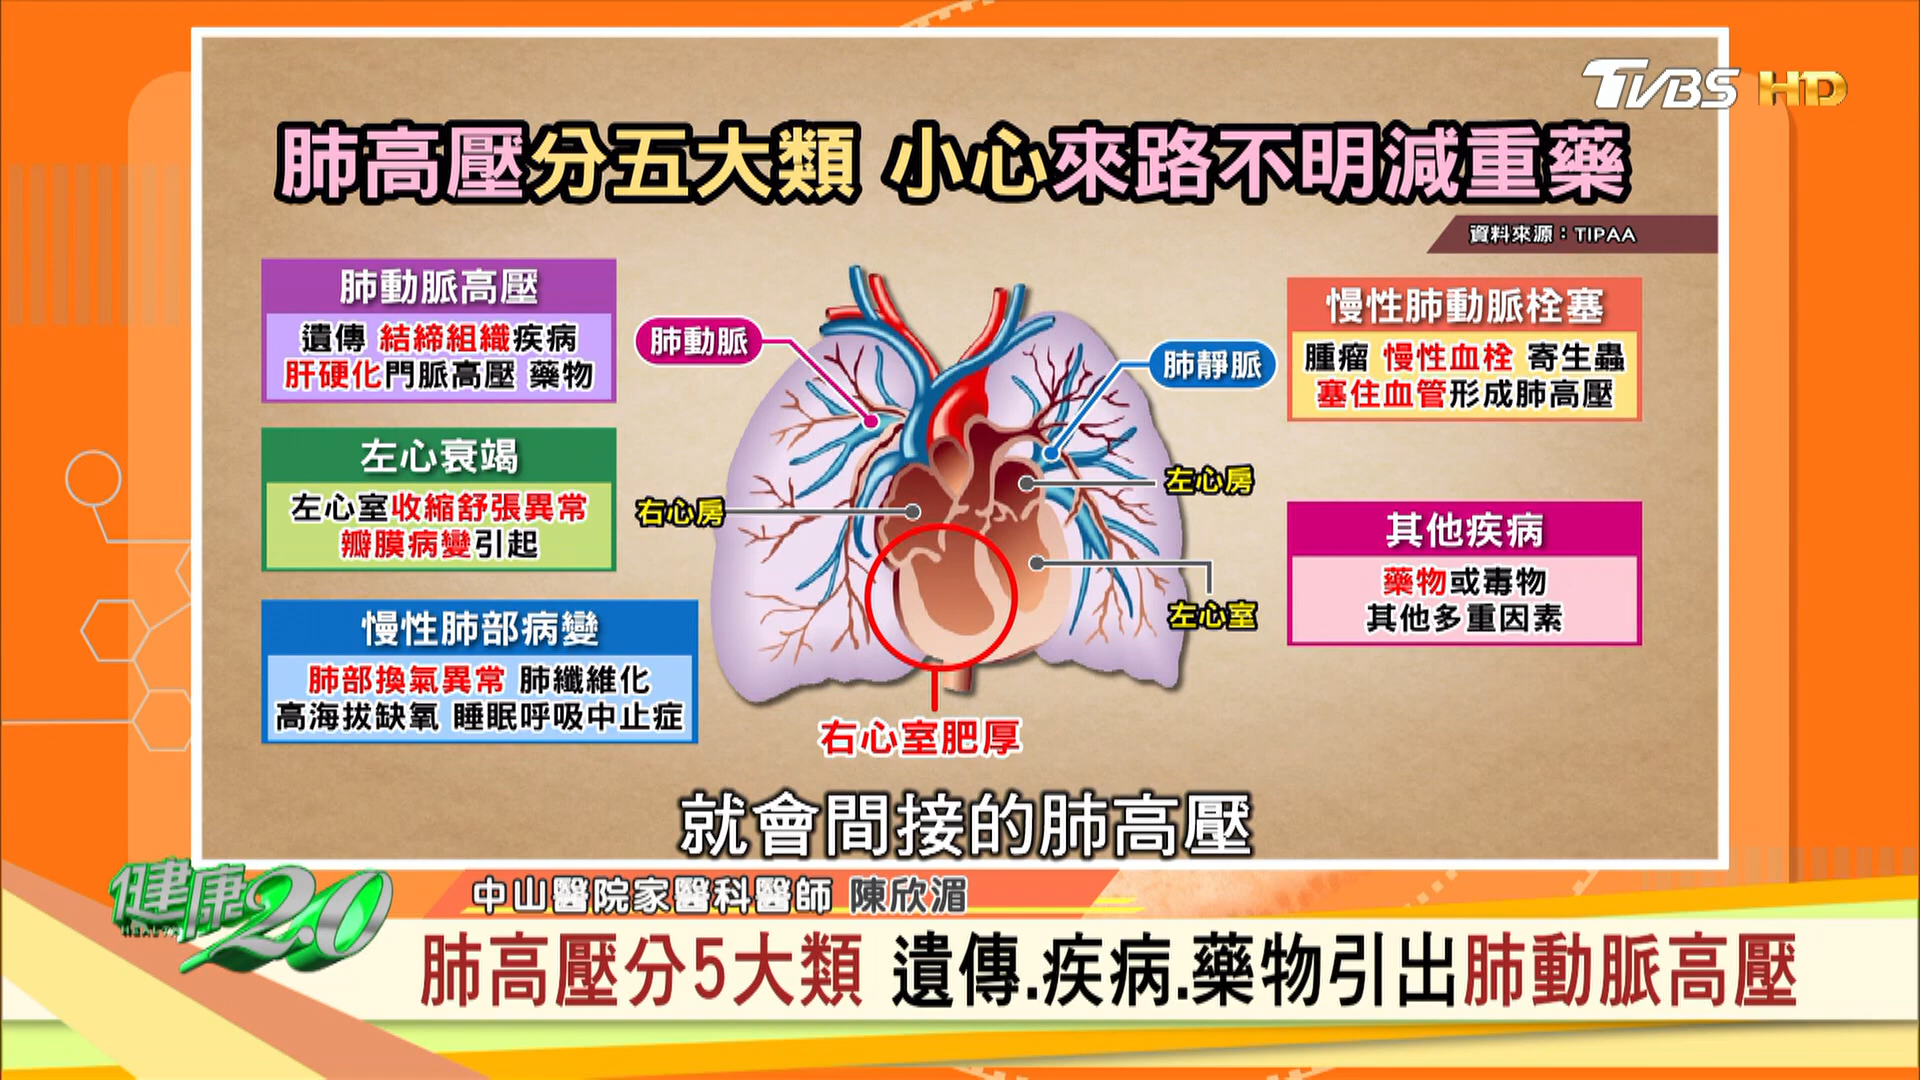 TVBS HD
肺高壓分五大類 小心來路不明減重藥
資料來源：TIPAA
肺動脈高壓
遺傳 結締組織疾病
肝硬化門脈高壓 藥物
左心衰竭
左心室收縮舒張異常
瓣膜病變引起
慢性肺部病變
肺部換氣異常 肺纖維化
高海拔缺氧 睡眠呼吸中止症
肺動脈
肺靜脈
右心房
左心房
左心室
右心室肥厚
慢性肺動脈栓塞
腫瘤 慢性血栓 寄生蟲
塞住血管形成肺高壓
其他疾病
藥物或毒物
其他多重因素
就會間接的肺高壓
健康2.0
HEALTH
中山醫院家醫科醫師 陳欣湄
肺高壓分5大類 遺傳.疾病.藥物引出肺動脈高壓